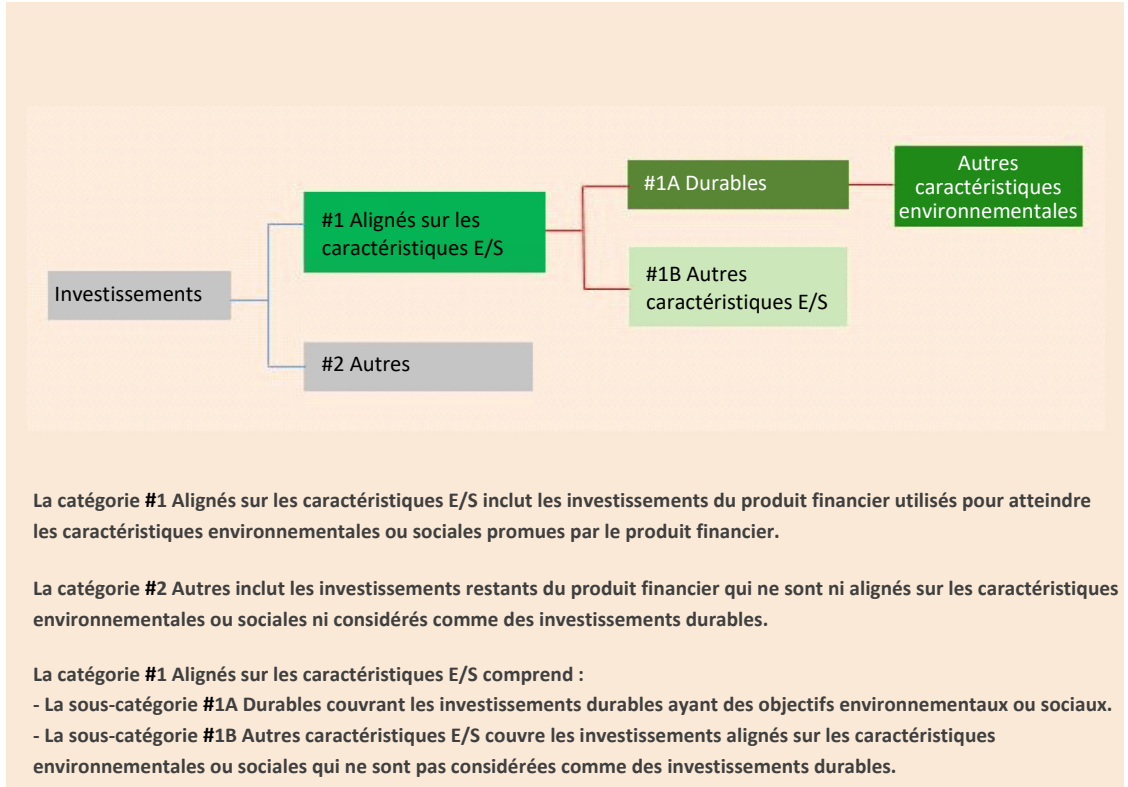 Investissements
#1 Alignés sur les
caractéristiques E/S
#2 Autres
#1A Durables
#1B Autres
caractéristiques E/S
Autres
caractéristiques
environnementales
La catégorie #1 Alignés sur les caractéristiques E/S inclut les investissements du produit financier utilisés pour atteindre
les caractéristiques environnementales ou sociales promues par le produit financier.
La catégorie #2 Autres inclut les investissements restants du produit financier qui ne sont ni alignés sur les caractéristiques
environnementales ou sociales ni considérés comme des investissements durables.
La catégorie #1 Alignés sur les caractéristiques E/S comprend :
- La sous-catégorie #1A Durables couvrant les investissements durables ayant des objectifs environnementaux ou sociaux.
- La sous-catégorie #1B Autres caractéristiques E/S couvre les investissements alignés sur les caractéristiques
environnementales ou sociales qui ne sont pas considérées comme des investissements durables.